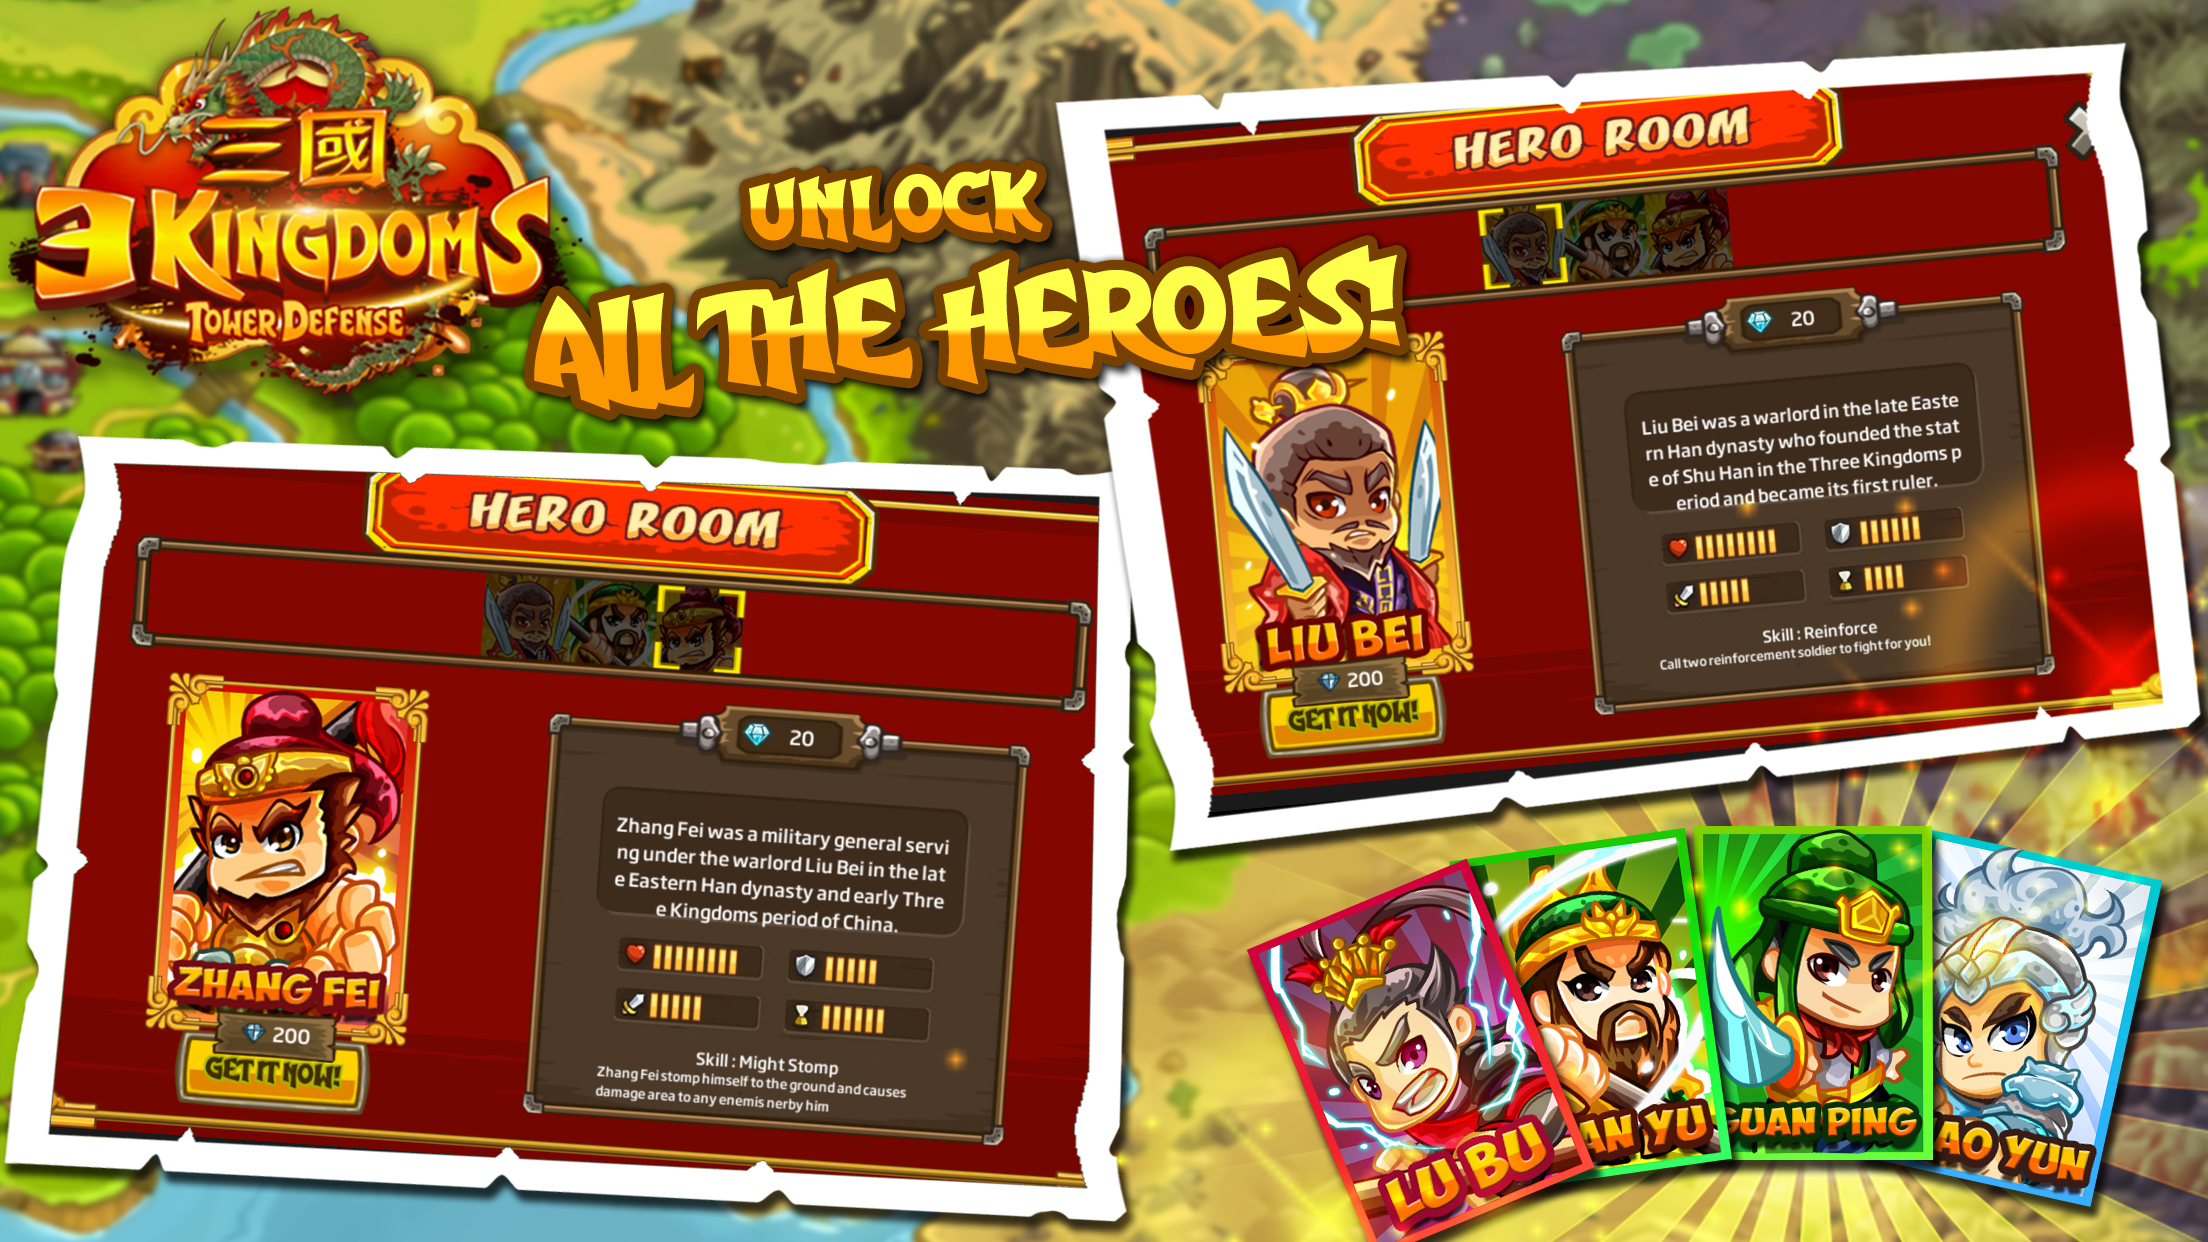 三國
3 KINGDOMS
TOWER DEFENSE
UNLOCK
ALL THE HEROES!
HERO ROOM
20
Liu Bei was a warlord in the late Easte
rn Han dynasty who founded the stat
e of Shu Han in the Three Kingdoms p
eriod and became its first ruler.
Skill : Reinforce
Call two reinforcement soldier to fight for you!
LIU BEI
200
GET IT NOW!
HERO ROOM
20
Zhang Fei was a military general servi
ng under the warlord Liu Bei in the lat
e Eastern Han dynasty and early Thre
e Kingdoms period of China.
Skill : Might Stomp
Zhang Fei stomp himself to the ground and causes
damage area to any enemis nerby him
ZHANG FEI
200
GET IT NOW!
LU BU
AN YU
GUAN PING
AO YUN